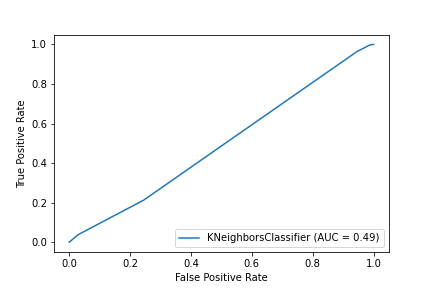 1.0
0.8
0.6
0.4
0.2
0.0
True Positive Rate
KNeighborsClassifier (AUC = 0.49)
0.0 0.2 0.4 0.6 0.8 1.0
False Positive Rate